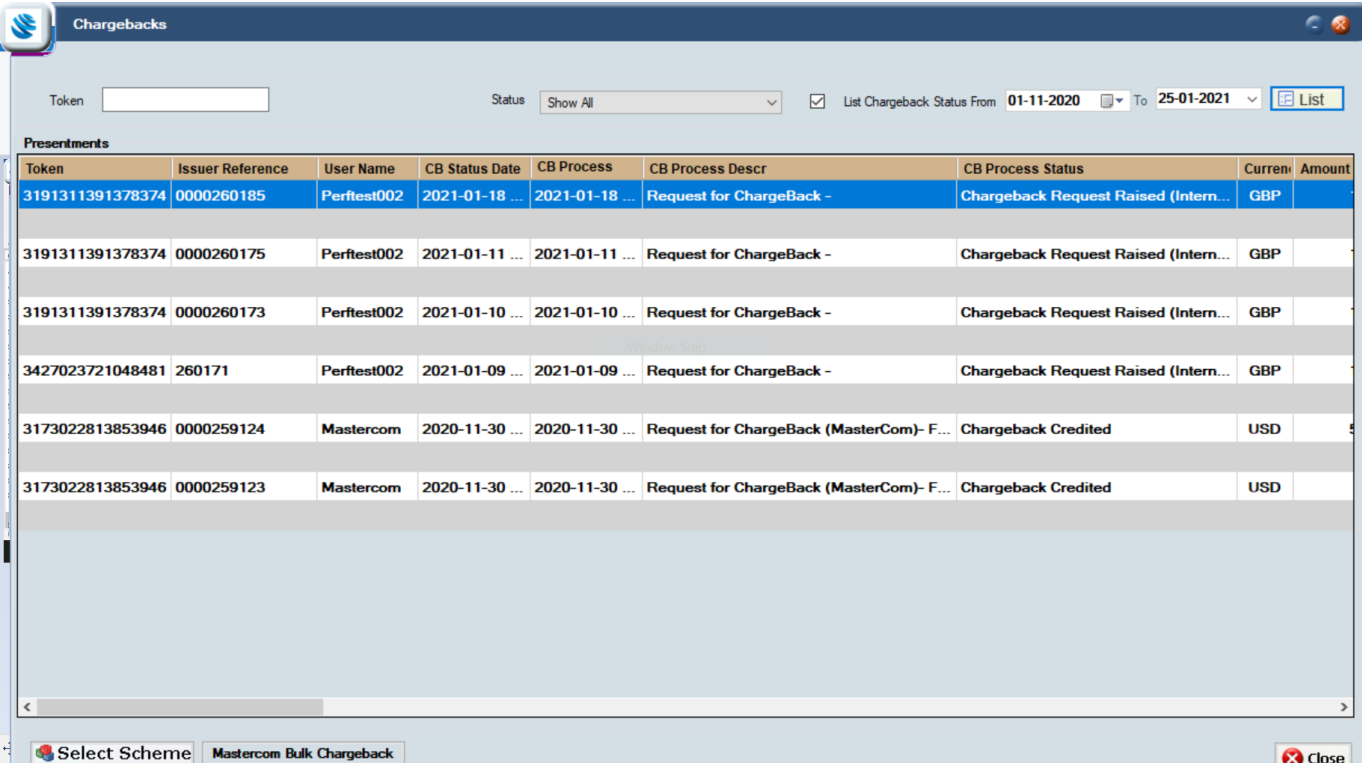 Chargebacks
Token Status Show All List Chargeback Status From 01-11-2020 To 25-01-2021 List
Presentments
Token Issuer Reference User Name CB Status Date CB Process CB Process Descr CB Process Status Curren Amount
3191311391378374 0000260185 Perftest002 2021-01-18 ... 2021-01-18 ... Request for ChargeBack - Chargeback Request Raised (Intern... GBP
3191311391378374 0000260175 Perftest002 2021-01-11 ... 2021-01-11 ... Request for ChargeBack - Chargeback Request Raised (Intern... GBP
3191311391378374 0000260173 Perftest002 2021-01-10 ... 2021-01-10 ... Request for ChargeBack - Chargeback Request Raised (Intern... GBP
Window Snip
3427023721048481 260171 Perftest002 2021-01-09 ... 2021-01-09 ... Request for ChargeBack - Chargeback Request Raised (Intern... GBP
3173022813853946 0000259124 Mastercom 2020-11-30 ... 2020-11-30 ... Request for ChargeBack (MasterCom)- F... Chargeback Credited USD
3173022813853946 0000259123 Mastercom 2020-11-30 ... 2020-11-30 ... Request for ChargeBack (MasterCom)- F... Chargeback Credited USD
Select Scheme Mastercom Bulk Chargeback Close